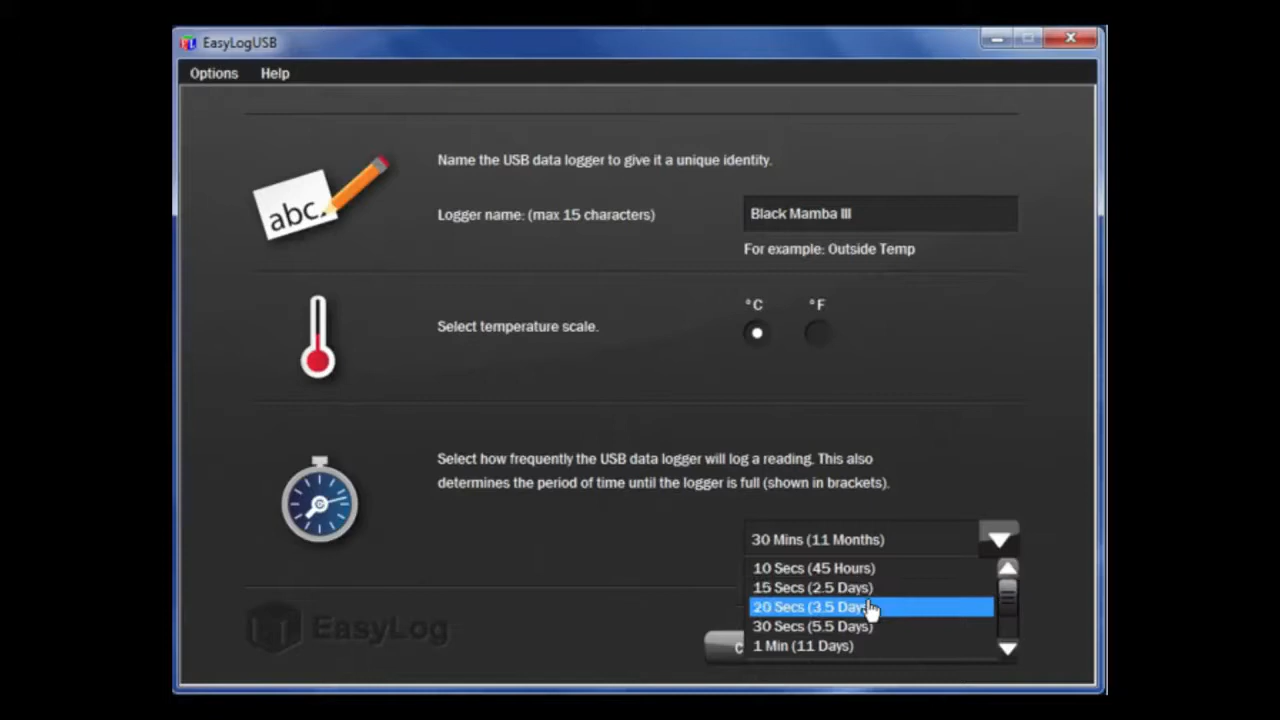 EasyLogUSB
Options Help
Name the USB data logger to give it a unique identity.
abc
Logger name: (max 15 characters)
Black Mamba III
For example: Outside Temp
°C °F
Select temperature scale.
Select how frequently the USB data logger will log a reading. This also
determines the period of time until the logger is full (shown in brackets).
30 Mins (11 Months)
10 Secs (45 Hours)
15 Secs (2.5 Days)
20 Secs (3.5 Days)
30 Secs (5.5 Days)
EasyLog
1 Min (11 Days)